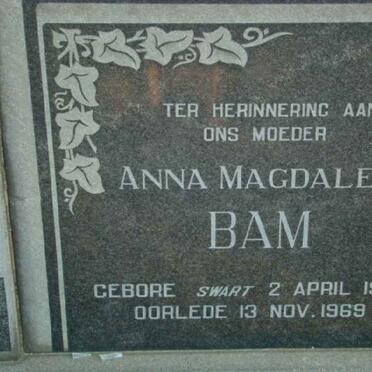 TER HERINNERING AAN
ONS MOEDER
ANNA MAGDALE
BAM
GEBORE SWART 2 APRIL 19
OORLEDE 13 NOV. 1969